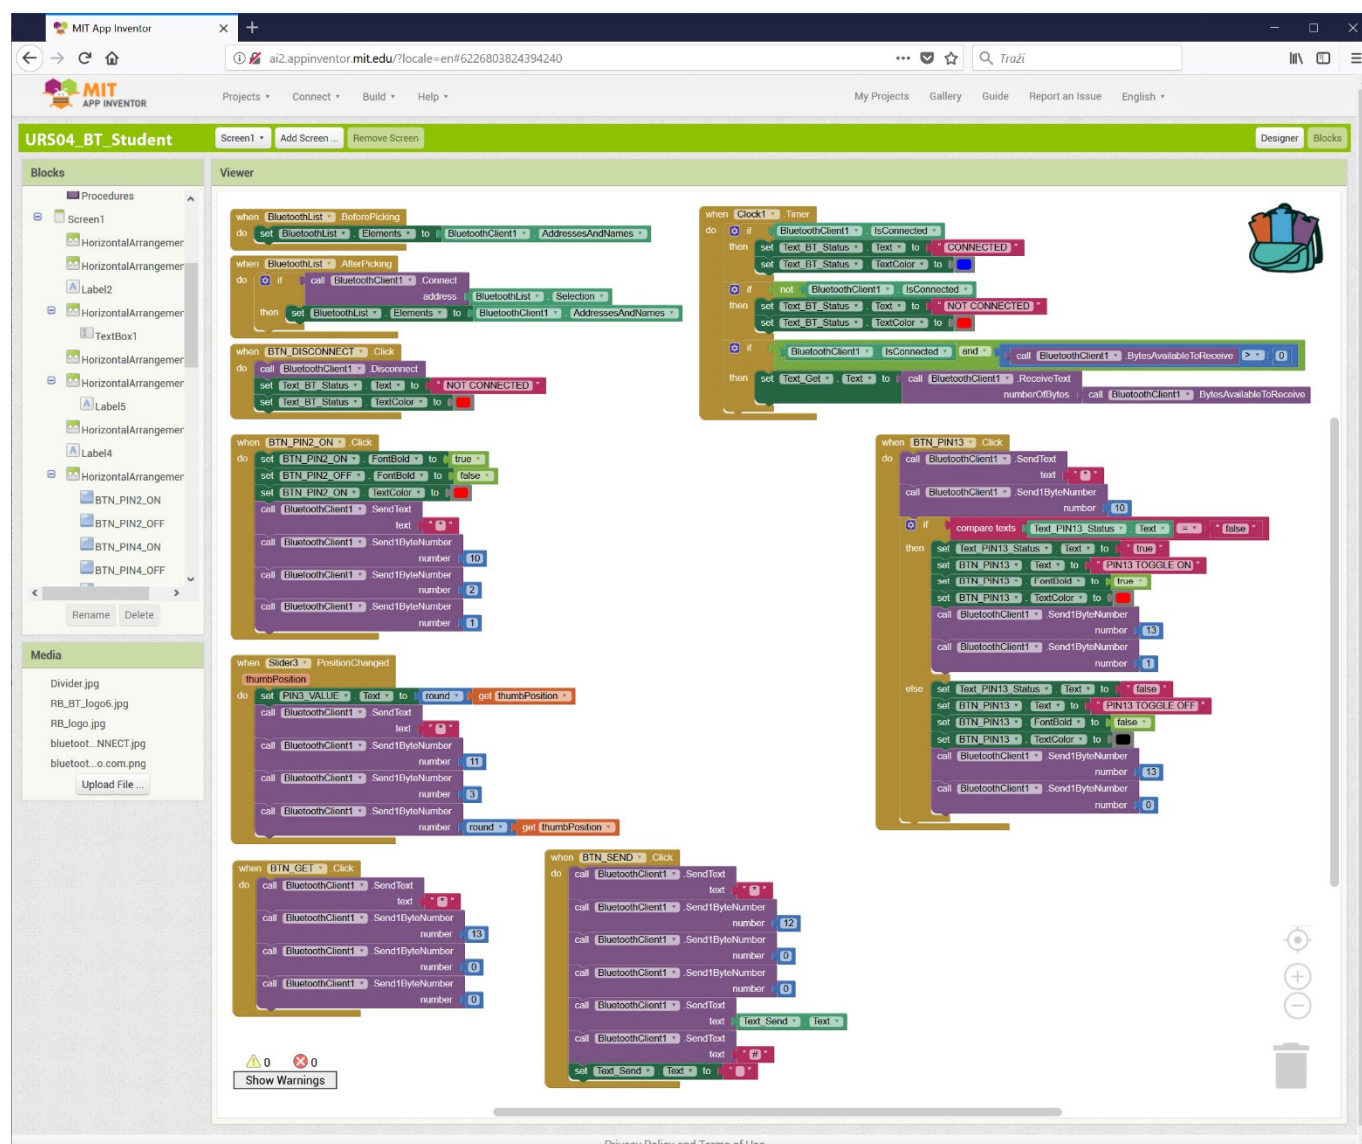 MIT App Inventor
ai2.appinventor.mit.edu/?locale=en#6226803824394240
Traži
MIT
APP INVENTOR
Projects Connect Build Help
My Projects Gallery Guide Report an Issue English
URS04_BT_Student
Screen1 Add Screen ... Remove Screen
Designer Blocks
Blocks
Procedures
Screen1
HorizontalArrangemer
HorizontalArrangemer
Label2
HorizontalArrangemer
TextBox1
HorizontalArrangemer
HorizontalArrangemer
Label5
HorizontalArrangemer
Label4
HorizontalArrangemer
BTN_PIN2_ON
BTN_PIN2_OFF
BTN_PIN4_ON
BTN_PIN4_OFF
Rename Delete
Media
Divider.jpg
RB_BT_logo6.jpg
RB_logo.jpg
bluetoot...NNECT.jpg
bluetoot...o.com.png
Upload File ...
Viewer
when BluetoothList .BeforePicking
do set BluetoothList . Elements to BluetoothClient1 . AddressesAndNames
when BluetoothList .AfterPicking
do if call BluetoothClient1 .Connect
address BluetoothList . Selection
then set BluetoothList . Elements to BluetoothClient1 . AddressesAndNames
when BTN_DISCONNECT .Click
do call BluetoothClient1 .Disconnect
set Text_BT_Status . Text to " NOT CONNECTED "
set Text_BT_Status . TextColor to
when Clock1 .Timer
do if BluetoothClient1 . IsConnected
then set Text_BT_Status . Text to " CONNECTED "
set Text_BT_Status . TextColor to
if not BluetoothClient1 . IsConnected
then set Text_BT_Status . Text to " NOT CONNECTED "
set Text_BT_Status . TextColor to
if BluetoothClient1 . IsConnected and call BluetoothClient1 .BytesAvailableToReceive > 0
then set Text_Get . Text to call BluetoothClient1 .ReceiveText
numberOfBytes call BluetoothClient1 .BytesAvailableToReceive
when BTN_PIN2_ON .Click
do set BTN_PIN2_ON . FontBold to true
set BTN_PIN2_OFF . FontBold to false
set BTN_PIN2_ON . TextColor to
call BluetoothClient1 .SendText
text " * "
call BluetoothClient1 .Send1ByteNumber
number 10
call BluetoothClient1 .Send1ByteNumber
number 2
call BluetoothClient1 .Send1ByteNumber
number 1
when BTN_PIN13 .Click
do call BluetoothClient1 .SendText
text " * "
call BluetoothClient1 .Send1ByteNumber
number 10
if compare texts Text_PIN13_Status . Text = " false "
then set Text_PIN13_Status . Text to " true "
set BTN_PIN13 . Text to " PIN13 TOGGLE ON "
set BTN_PIN13 . FontBold to true
set BTN_PIN13 . TextColor to
call BluetoothClient1 .Send1ByteNumber
number 13
call BluetoothClient1 .Send1ByteNumber
number 1
else set Text_PIN13_Status . Text to " false "
set BTN_PIN13 . Text to " PIN13 TOGGLE OFF "
set BTN_PIN13 . FontBold to false
set BTN_PIN13 . TextColor to
call BluetoothClient1 .Send1ByteNumber
number 13
call BluetoothClient1 .Send1ByteNumber
number 0
when Slider3 .PositionChanged
thumbPosition
do set PIN3_VALUE . Text to round get thumbPosition
call BluetoothClient1 .SendText
text " * "
call BluetoothClient1 .Send1ByteNumber
number 11
call BluetoothClient1 .Send1ByteNumber
number 3
call BluetoothClient1 .Send1ByteNumber
number round get thumbPosition
when BTN_GET .Click
do call BluetoothClient1 .SendText
text " * "
call BluetoothClient1 .Send1ByteNumber
number 13
call BluetoothClient1 .Send1ByteNumber
number 0
call BluetoothClient1 .Send1ByteNumber
number 0
when BTN_SEND .Click
do call BluetoothClient1 .SendText
text " * "
call BluetoothClient1 .Send1ByteNumber
number 12
call BluetoothClient1 .Send1ByteNumber
number 0
call BluetoothClient1 .Send1ByteNumber
number 0
call BluetoothClient1 .SendText
text Text_Send . Text
call BluetoothClient1 .SendText
text " # "
set Text_Send . Text to " "
0 0
Show Warnings
Privacy Policy and Terms of Use